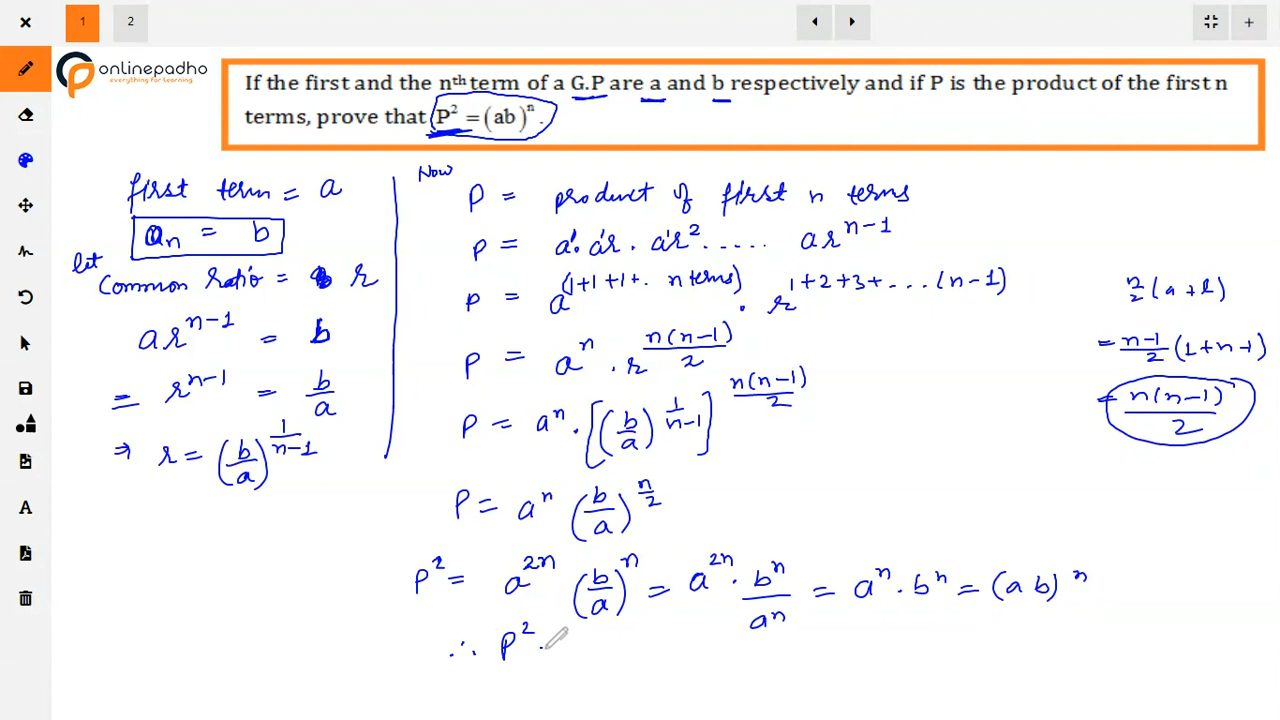 1 2
onlinepadho
everything for learning
If the first and the nth term of a G.P are a and b respectively and if P is the product of the first n
terms, prove that P² = (ab)ⁿ.
first term = a
aₙ = b
let
Common Ratio = r
ar^(n-1) = b
= r^(n-1) = b/a
⇒ r = (b/a)^(1/(n-1))
Now
P = product of first n terms
P = a¹. a¹r . a¹r² ..... ar^(n-1)
P = a^(1+1+1+. n terms) . r^(1+2+3+...(n-1)
P = aⁿ . r^(n(n-1)/2)
P = aⁿ . [(b/a)^(1/(n-1))]^(n(n-1)/2)
P = aⁿ (b/a)^(n/2)
P² = a^(2n) (b/a)ⁿ = a^(2n) . bⁿ/aⁿ = aⁿ . bⁿ = (ab)ⁿ
∴ P²
n/2 (a+l)
= (n-1)/2 (1+n-1)
= n(n-1)/2